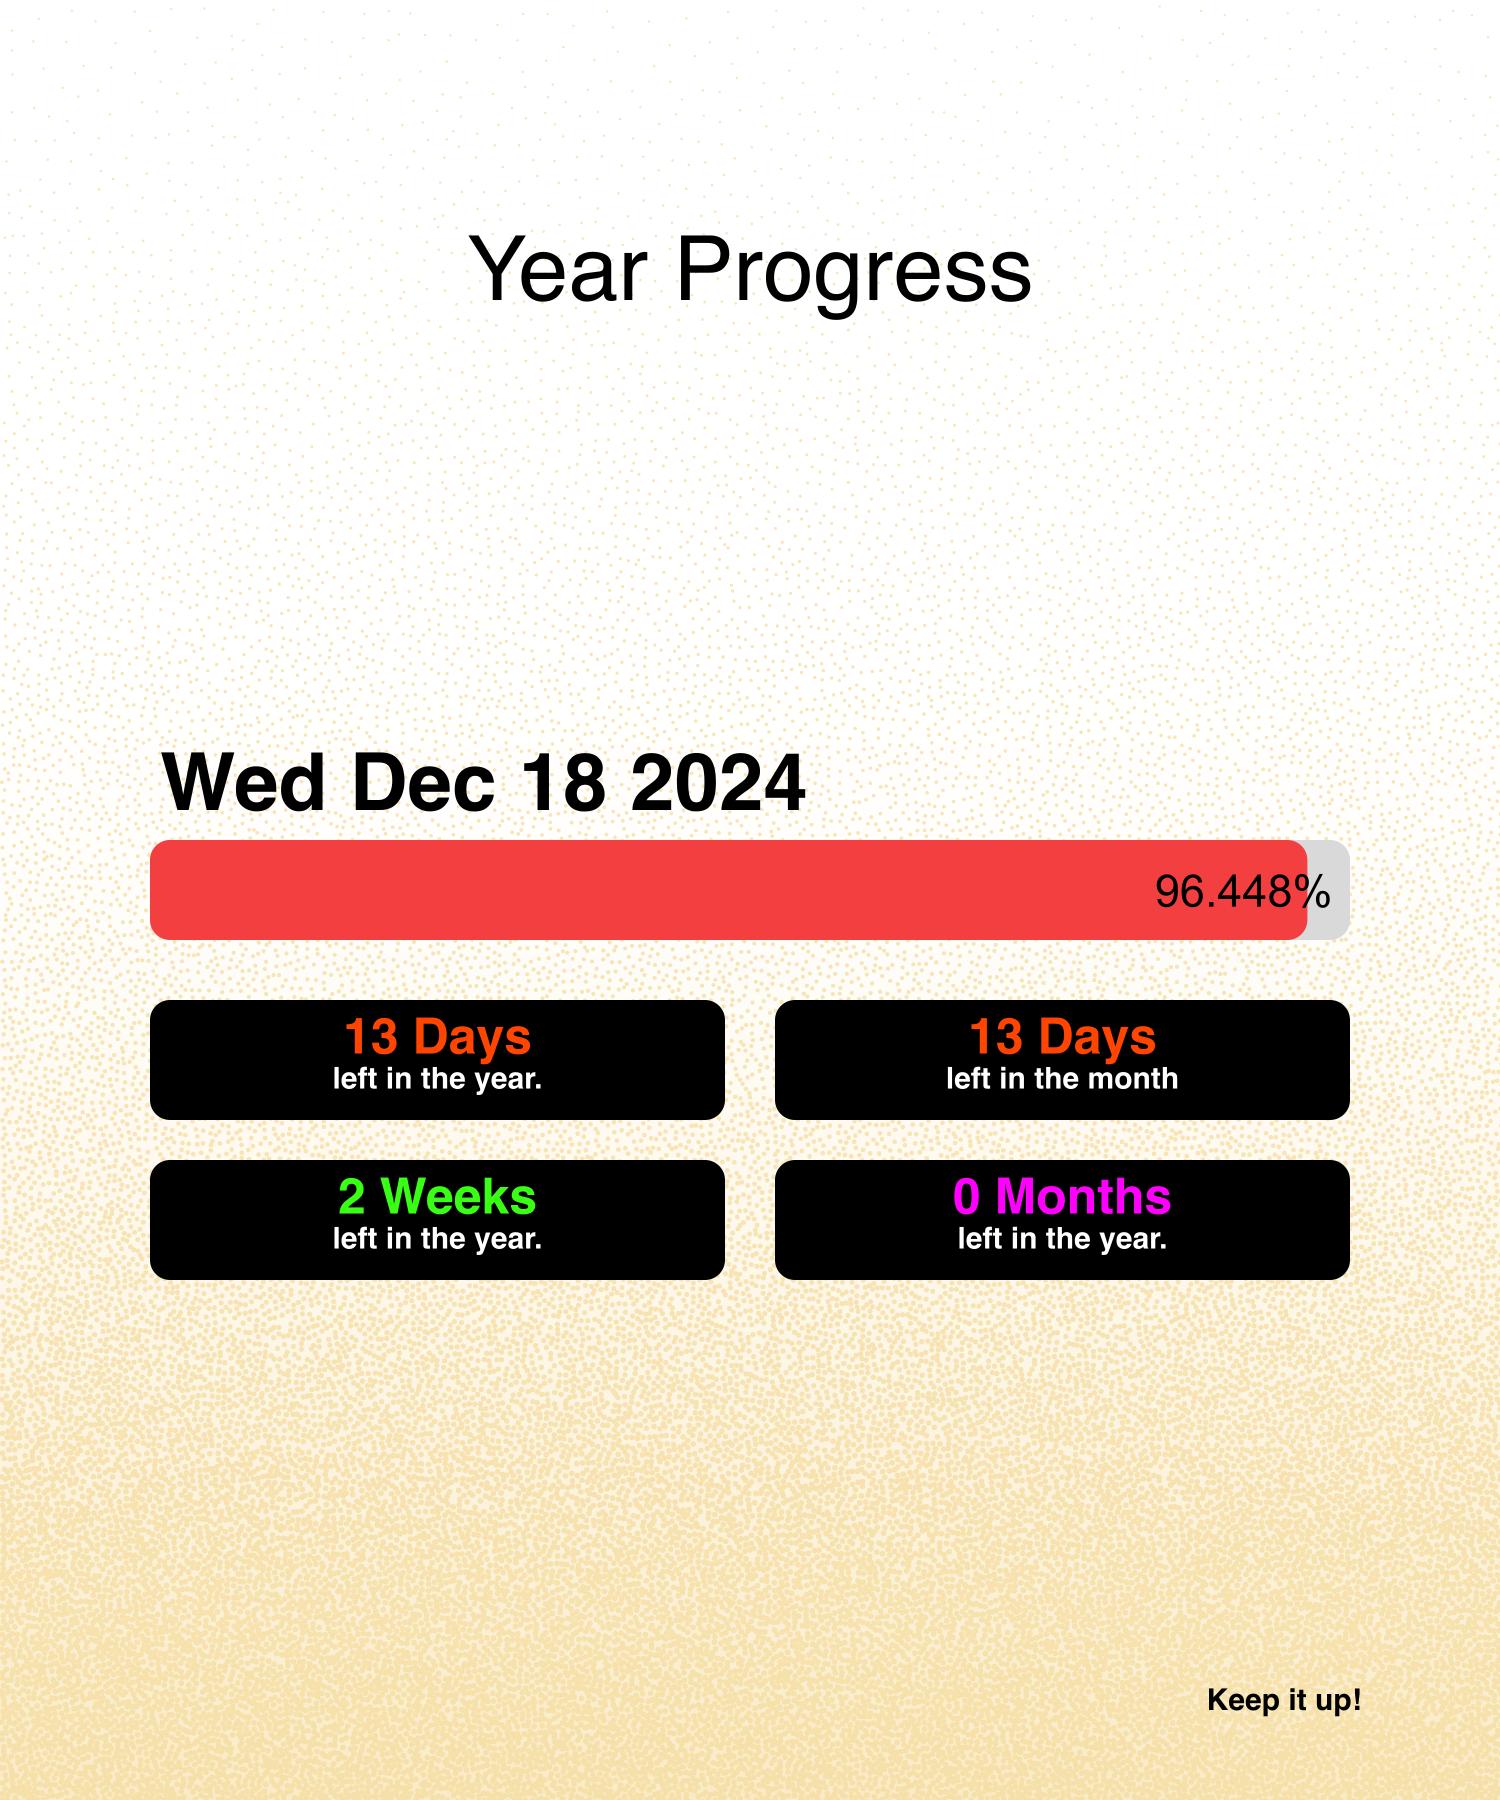 Year Progress
Wed Dec 18 2024
96.448%
13 Days
left in the year.
13 Days
left in the month
2 Weeks
left in the year.
0 Months
left in the year.
Keep it up!